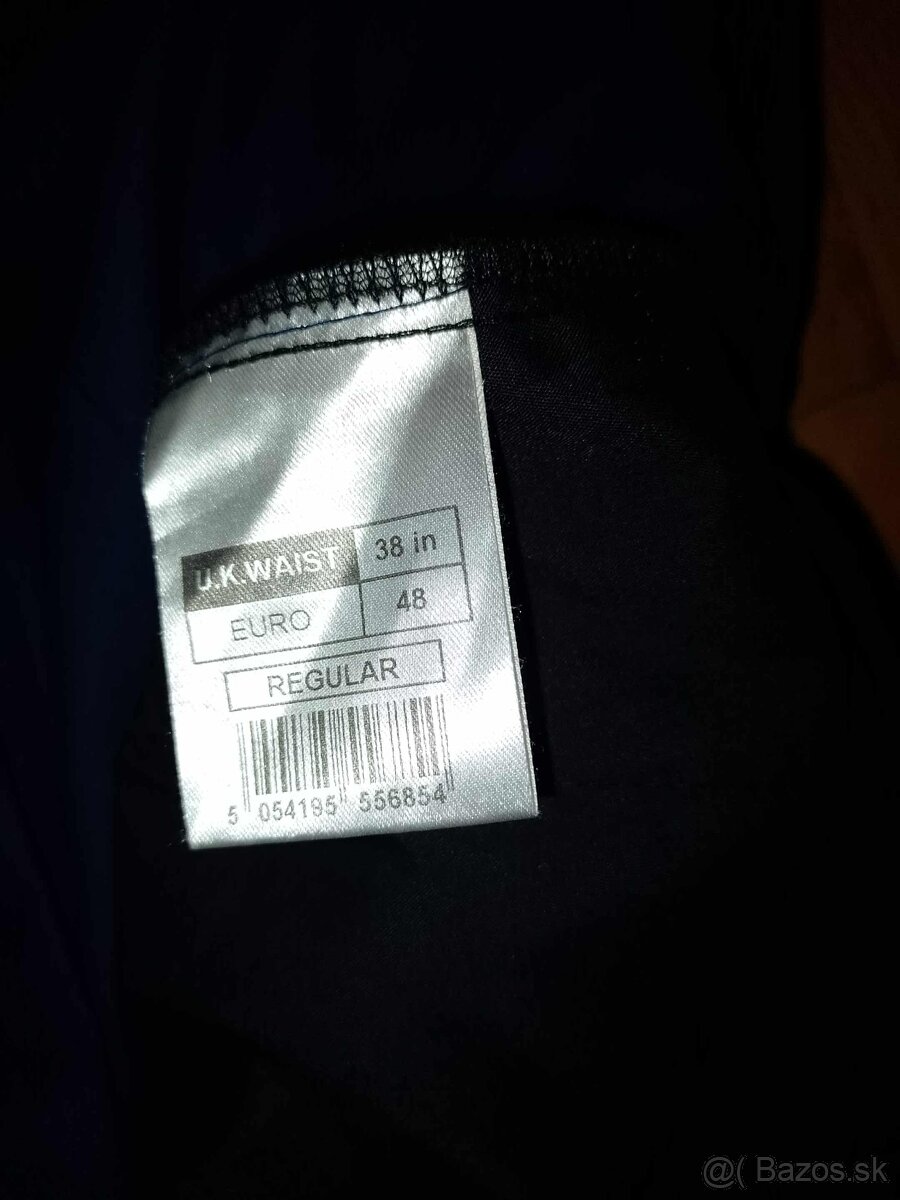 U.K.WAIST 38 in
EURO 48
REGULAR
5 054195 556854
@( Bazos.sk